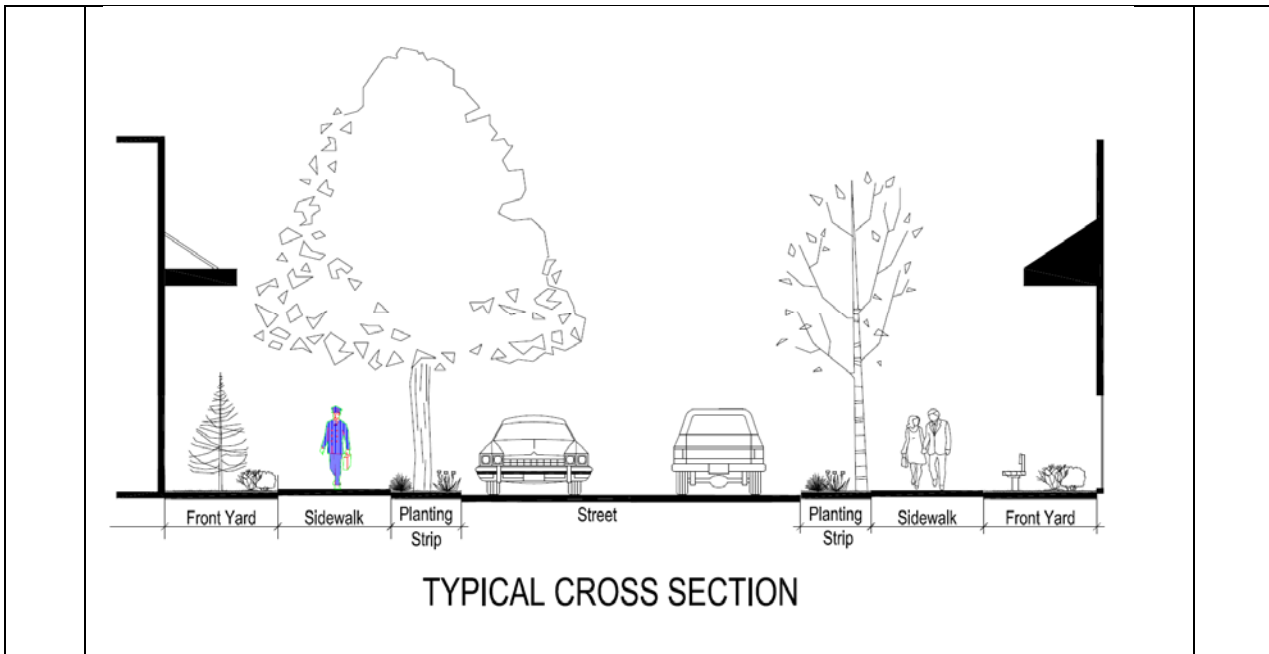 Front Yard
Sidewalk
Planting
Strip
Street
Planting
Strip
Sidewalk
Front Yard
TYPICAL CROSS SECTION